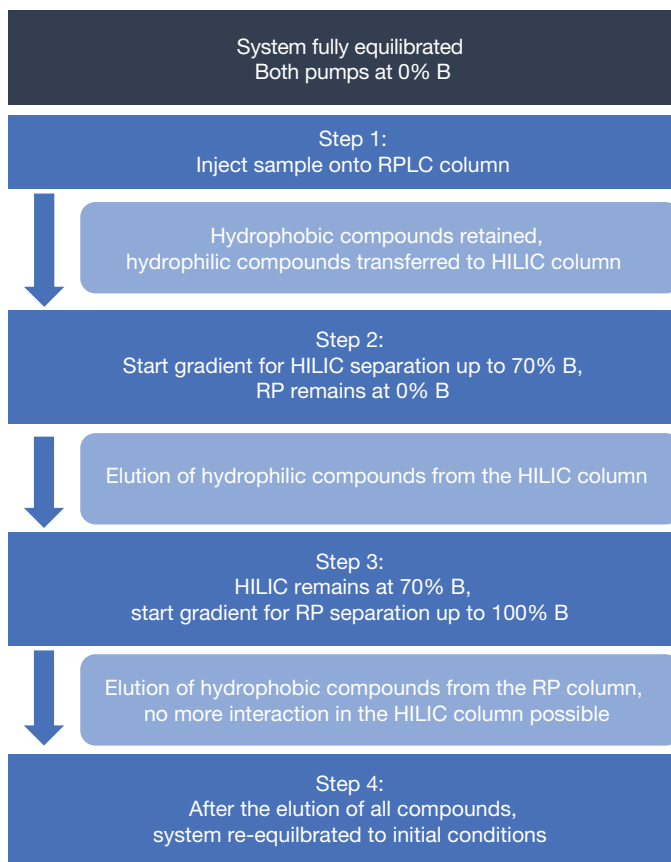 System fully equilibrated
Both pumps at 0% B
Step 1:
Inject sample onto RPLC column
Hydrophobic compounds retained,
hydrophilic compounds transferred to HILIC column
Step 2:
Start gradient for HILIC separation up to 70% B,
RP remains at 0% B
Elution of hydrophilic compounds from the HILIC column
Step 3:
HILIC remains at 70% B,
start gradient for RP separation up to 100% B
Elution of hydrophobic compounds from the RP column,
no more interaction in the HILIC column possible
Step 4:
After the elution of all compounds,
system re-equilbrated to initial conditions